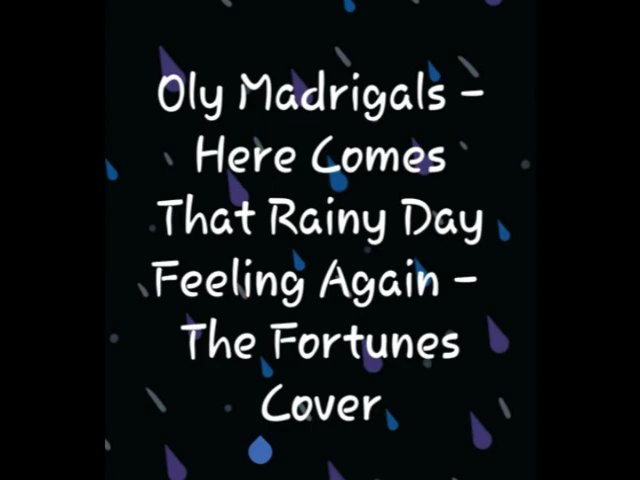 Oly Madrigals -
Here Comes
That Rainy Day
Feeling Again -
The Fortunes
Cover